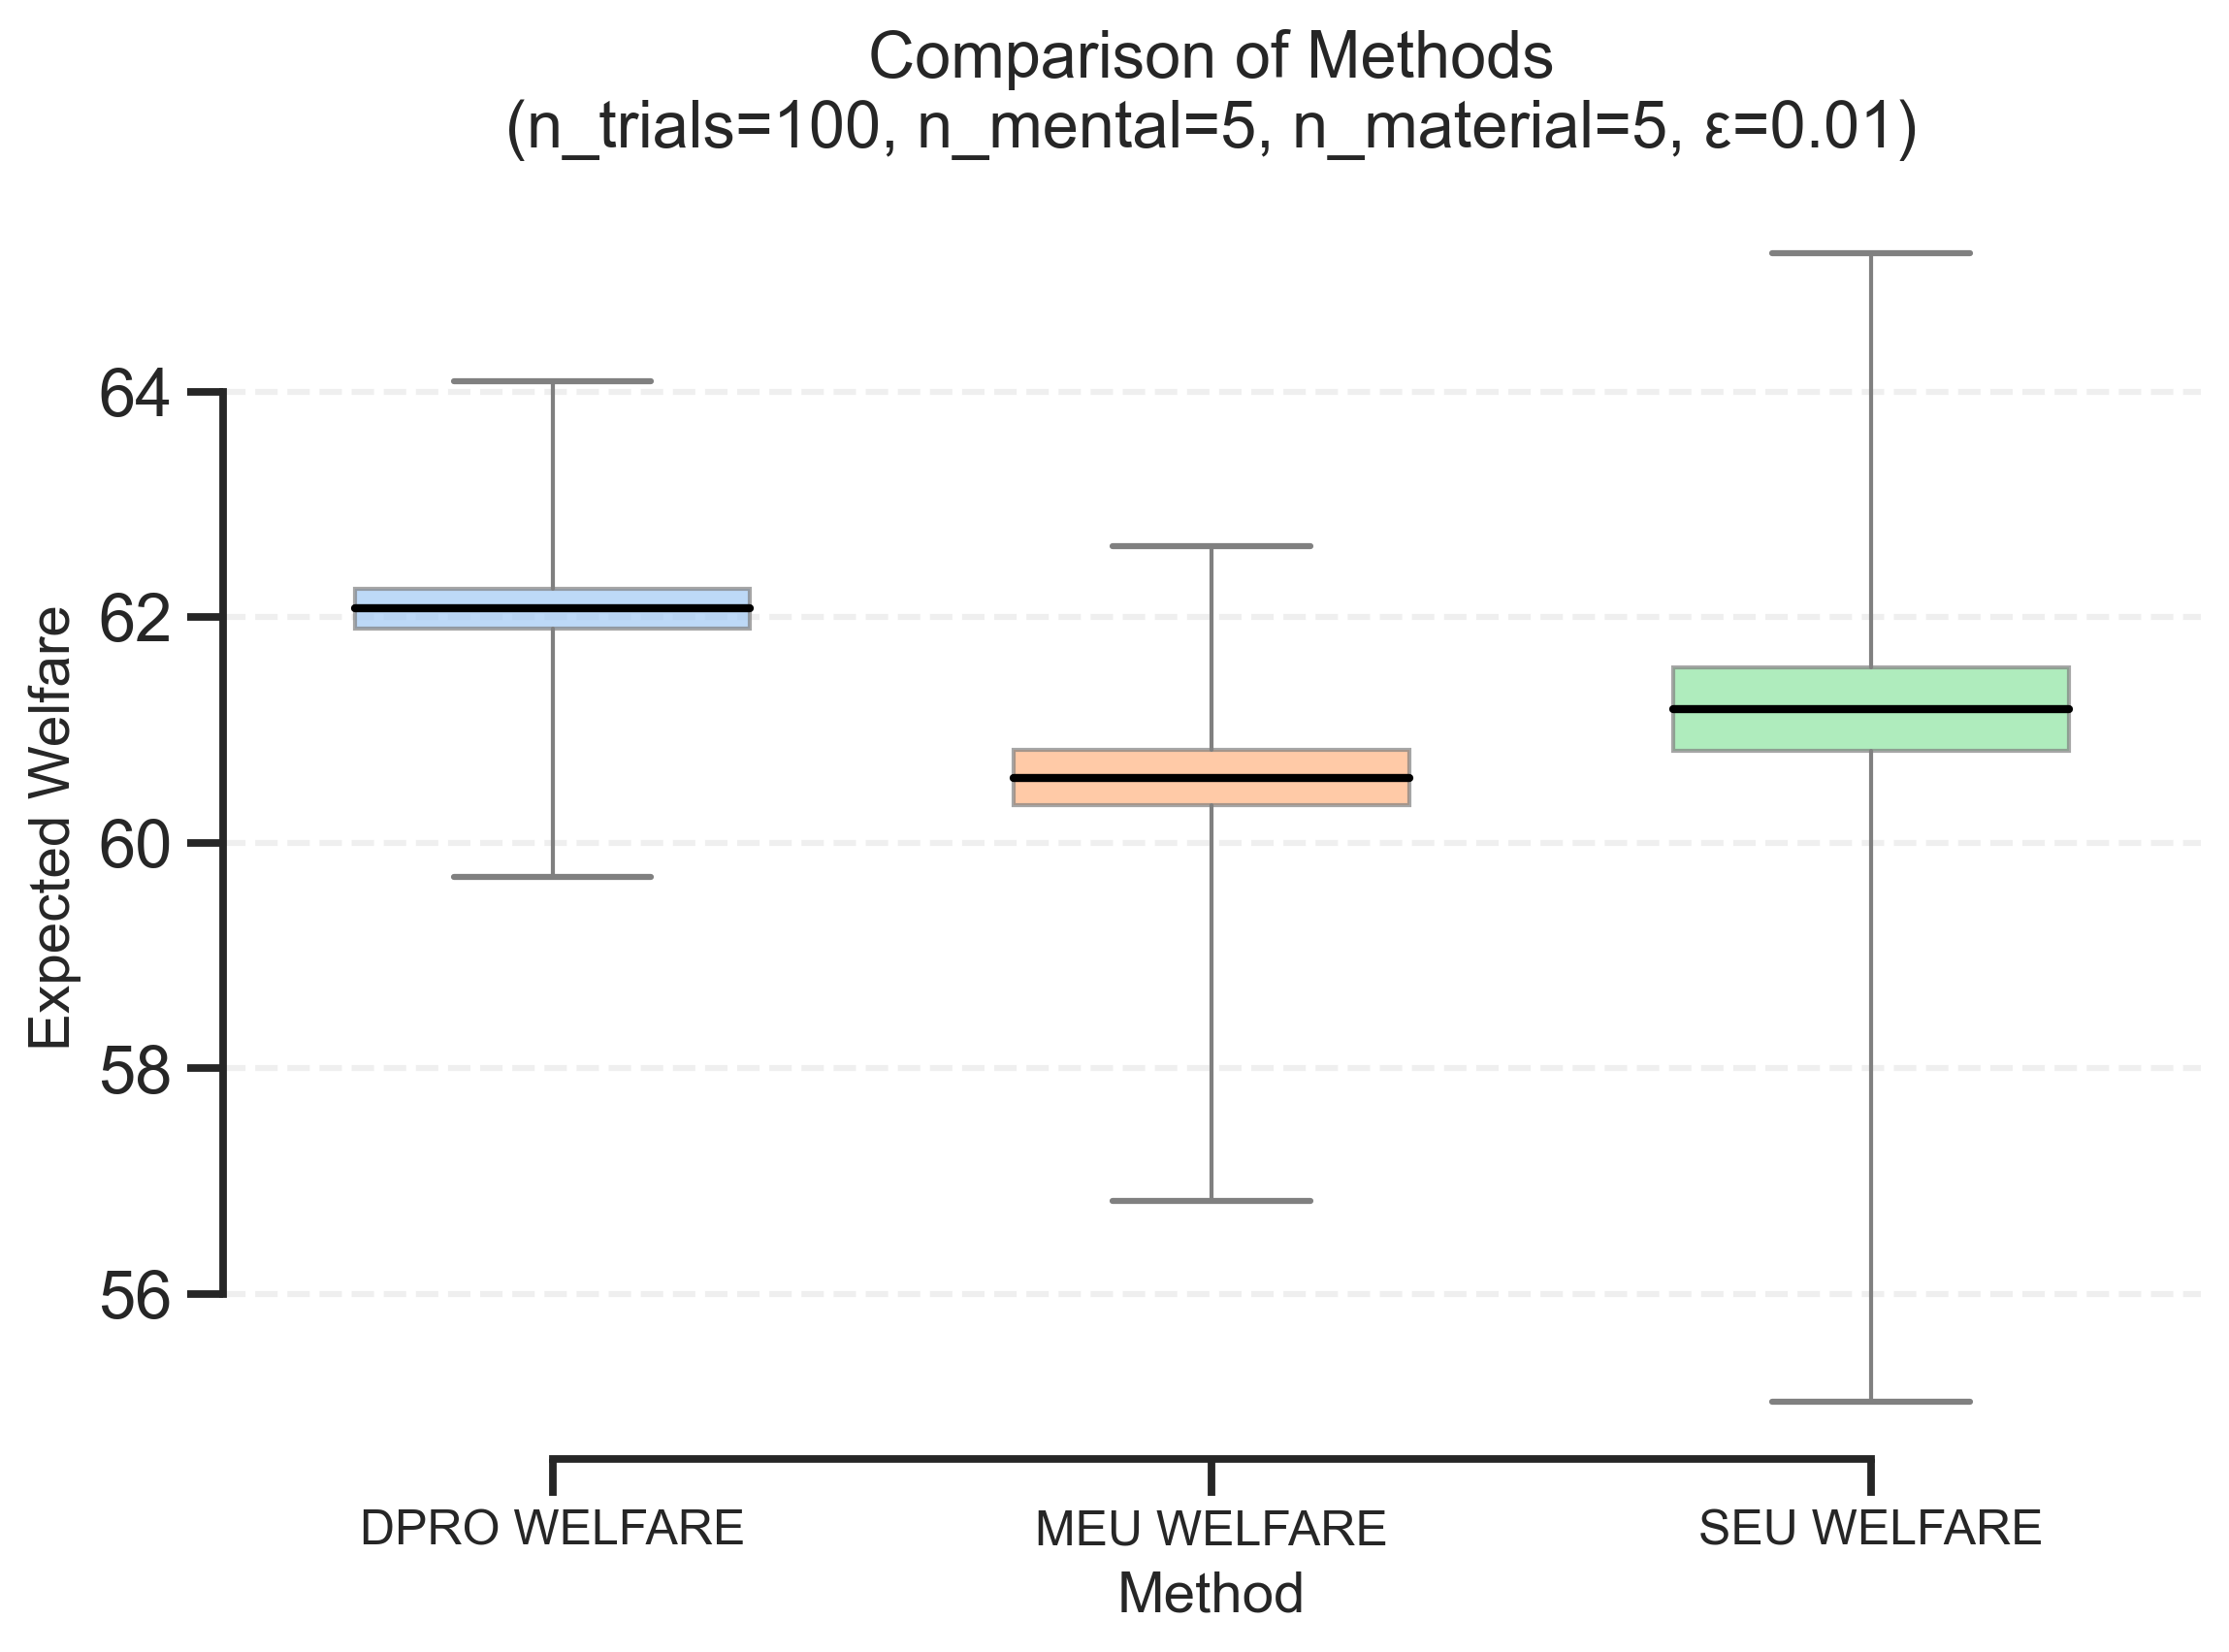 Comparison of Methods
(n_trials=100, n_mental=5, n_material=5, ε=0.01)
Expected Welfare
64
62
60
58
56
DPRO WELFARE
MEU WELFARE
SEU WELFARE
Method